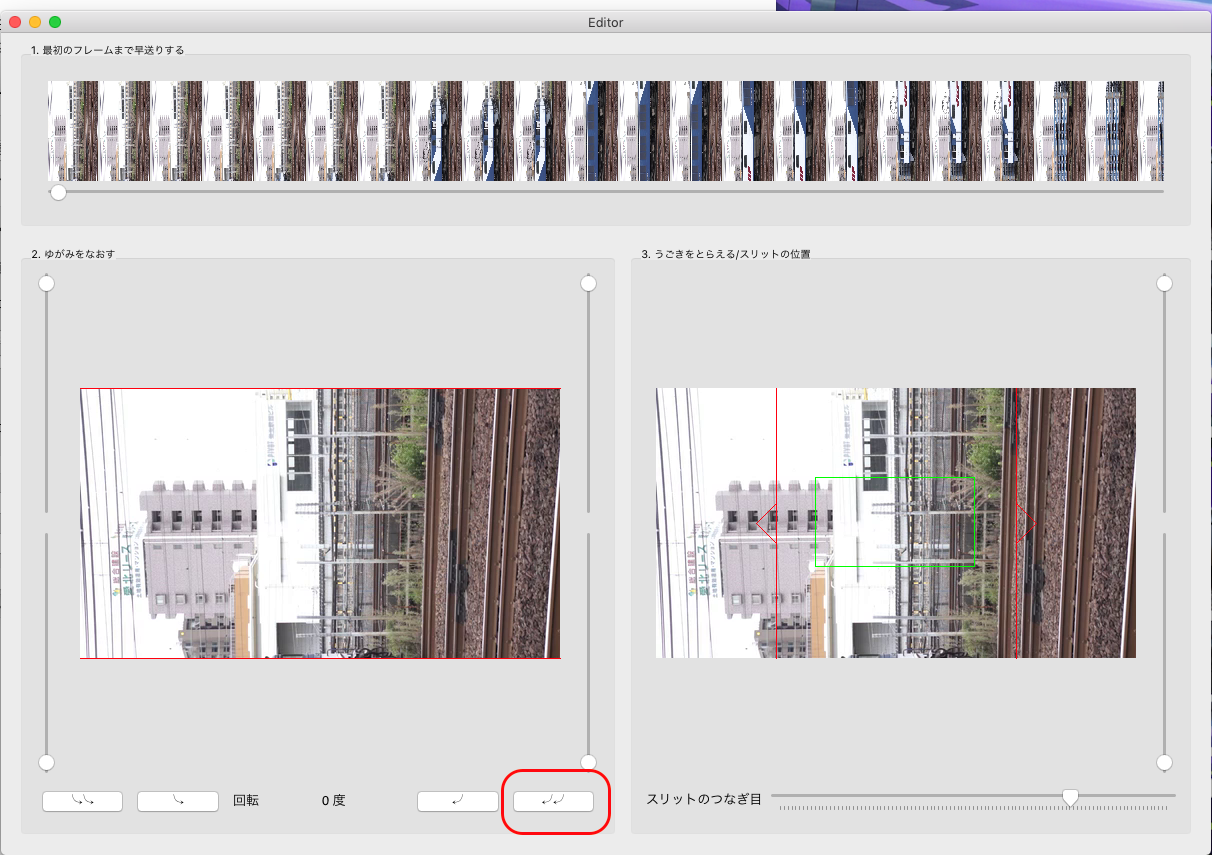 Editor
1. 最初のフレームまで早送りする
2. ゆがみをなおす
3. うごきをとらえる/スリットの位置
回転
0 度
スリットのつなぎ目